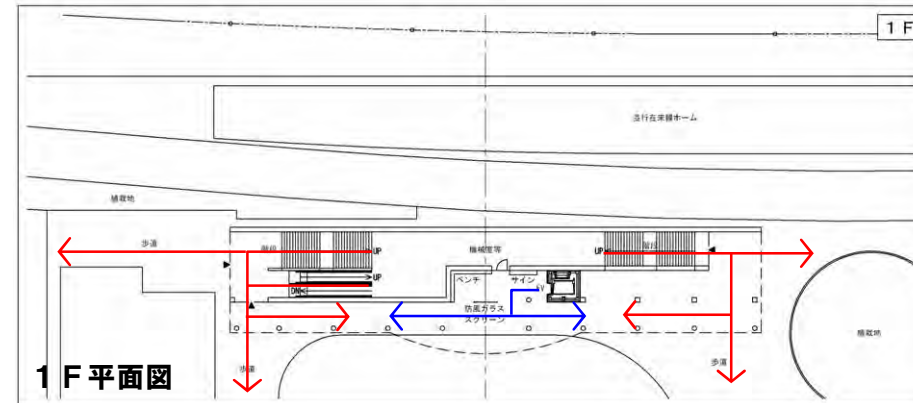 1 F
並行在来線ホーム
植栽地
歩道
階段
UP
機械室等
階段
UP
UP
ベンチ
サイン
EV
DN
防風ガラス
スクリーン
植栽地
歩道
歩道
1F平面図